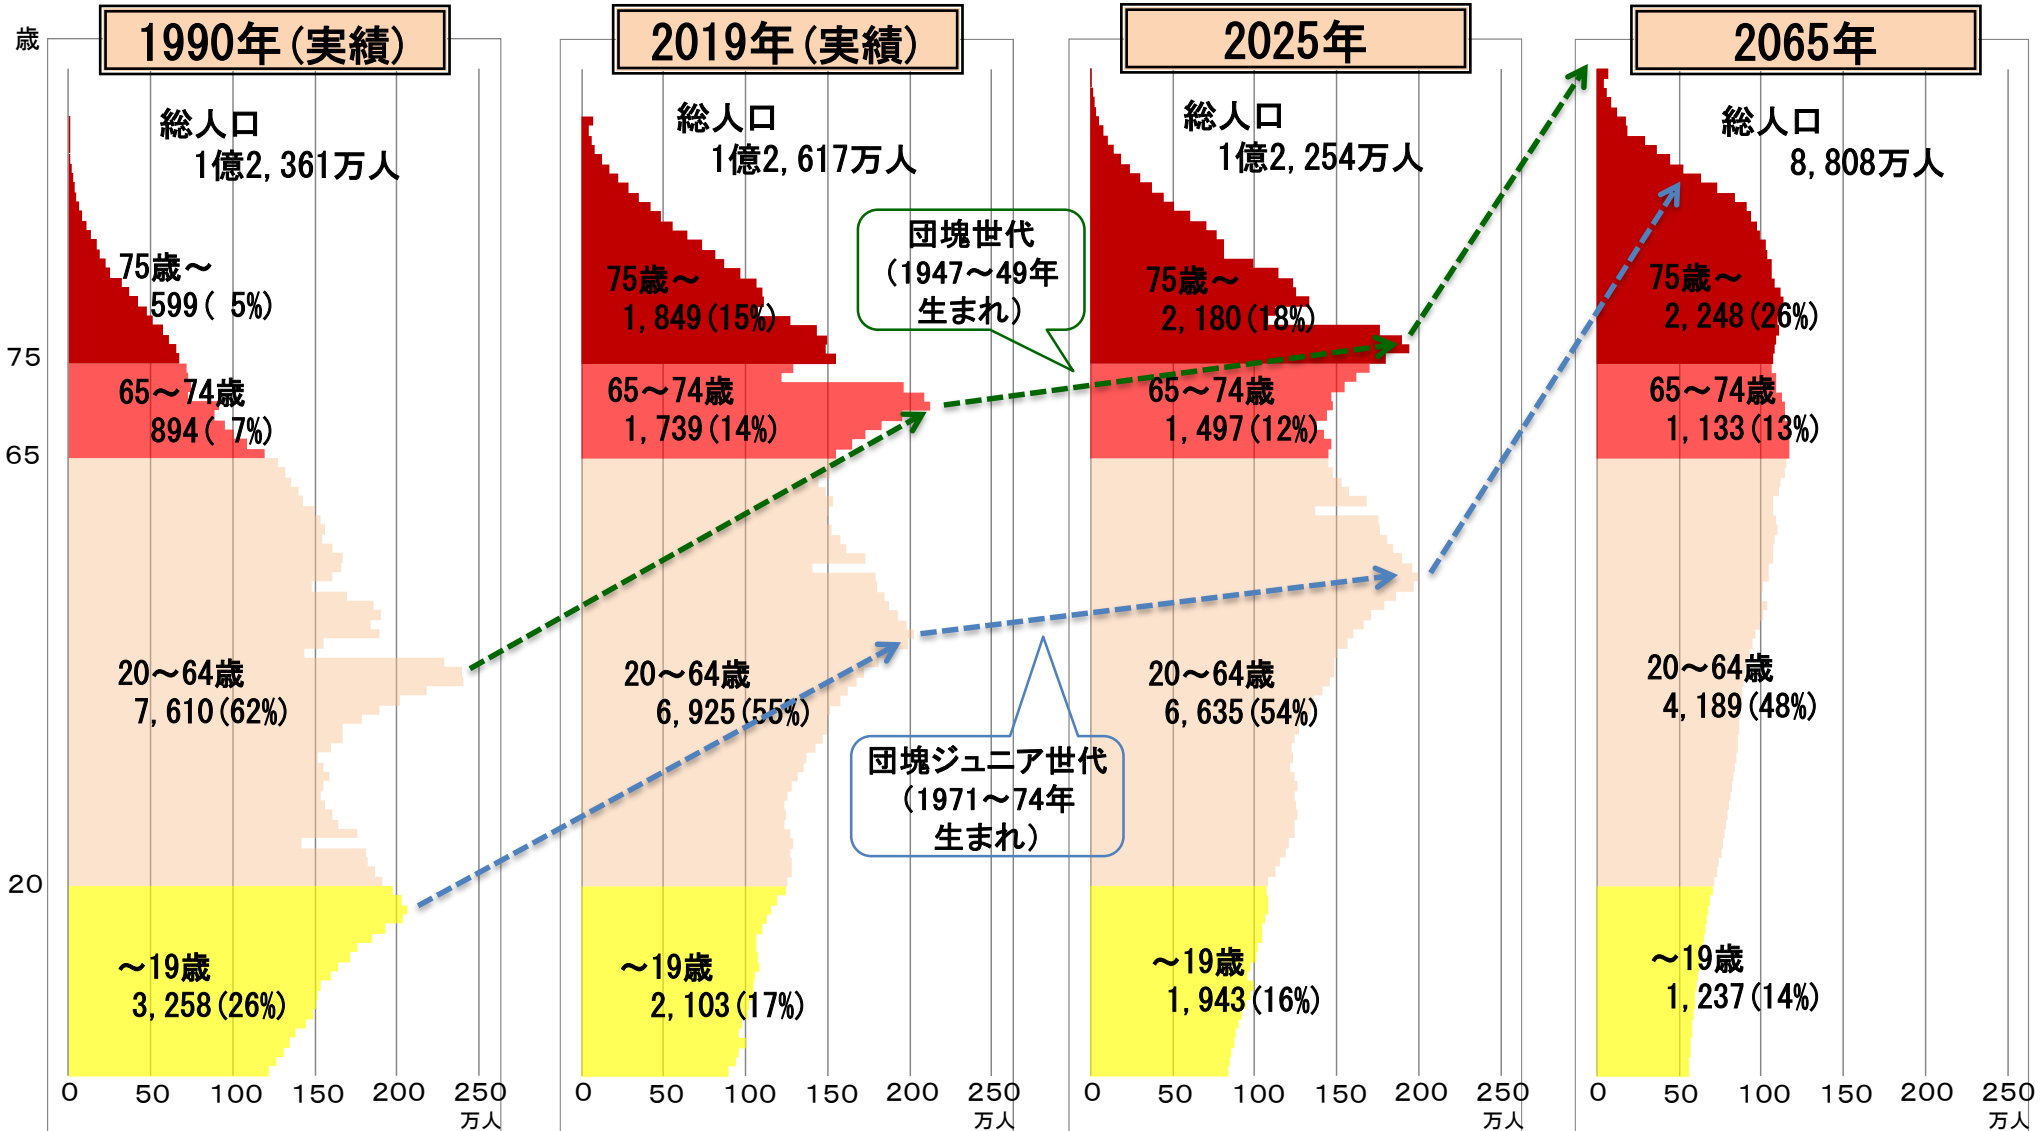 1990年(実績)
歳
総人口
1億2,361万人
75歳～
599( 5%)
75
65～74歳
894( 7%)
65
20～64歳
7,610(62%)
20
～19歳
3,258(26%)
0 50 100 150 200 250
万人
2019年(実績)
総人口
1億2,617万人
75歳～
1,849(15%)
65～74歳
1,739(14%)
20～64歳
6,925(55%)
～19歳
2,103(17%)
0 50 100 150 200 250
万人
団塊世代
(1947～49年
生まれ)
団塊ジュニア世代
(1971～74年
生まれ)
2025年
総人口
1億2,254万人
75歳～
2,180(18%)
65～74歳
1,497(12%)
20～64歳
6,635(54%)
～19歳
1,943(16%)
0 50 100 150 200 250
万人
2065年
総人口
8,808万人
75歳～
2,248(26%)
65～74歳
1,133(13%)
20～64歳
4,189(48%)
～19歳
1,237(14%)
0 50 100 150 200 250
万人